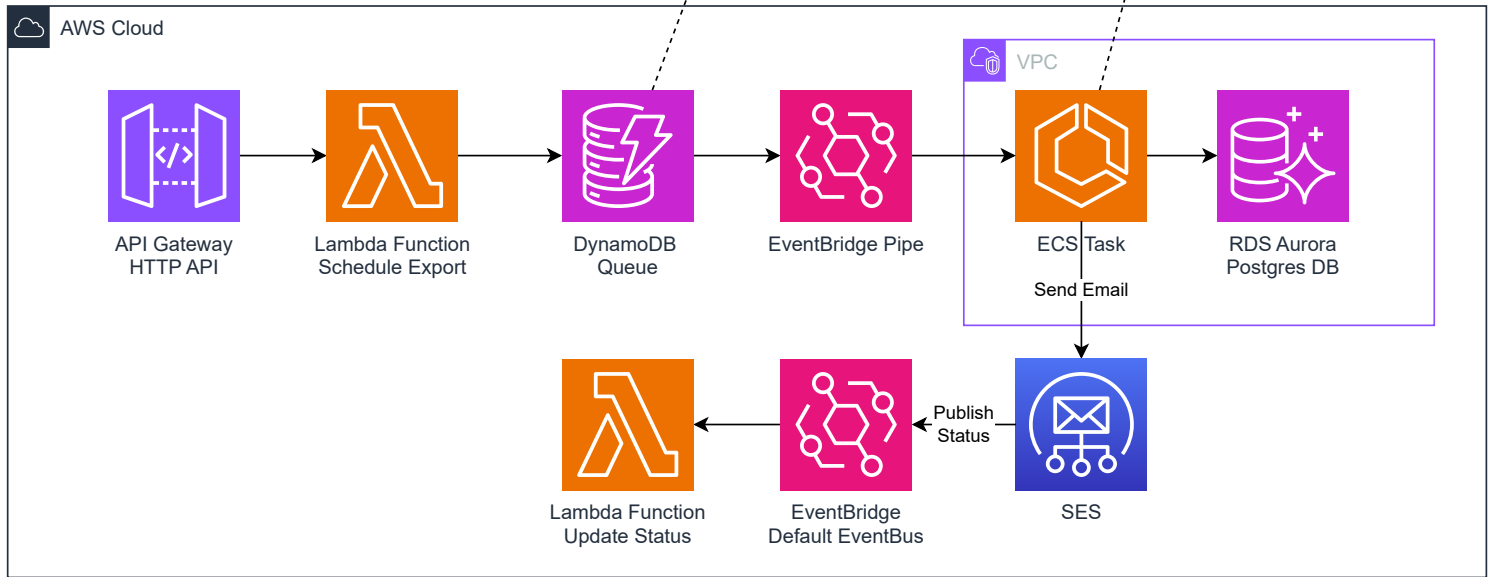 AWS Cloud
VPC
</>
API Gateway
HTTP API
Lambda Function
Schedule Export
DynamoDB
Queue
EventBridge Pipe
ECS Task
RDS Aurora
Postgres DB
Send Email
Publish
Status
Lambda Function
Update Status
EventBridge
Default EventBus
SES